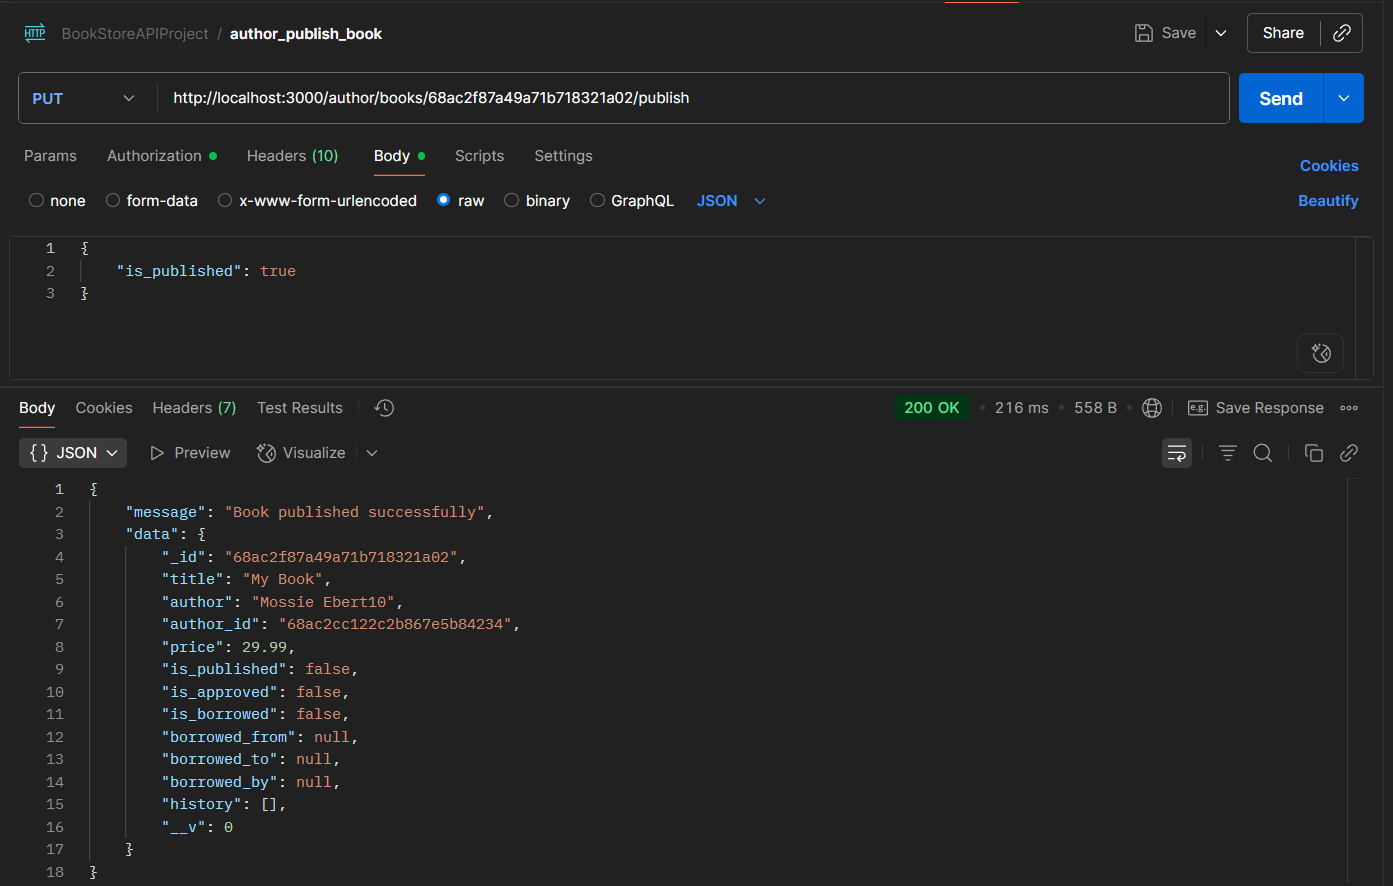 HTTP BookStoreAPIProject / author_publish_book Save Share
PUT http://localhost:3000/author/books/68ac2f87a49a71b718321a02/publish Send
Params Authorization Headers (10) Body Scripts Settings Cookies
none form-data x-www-form-urlencoded raw binary GraphQL JSON Beautify
1 {
2 "is_published": true
3 }
Body Cookies Headers (7) Test Results 200 OK • 216 ms • 558 B • e.g. Save Response
{} JSON Preview Visualize
1 {
2 "message": "Book published successfully",
3 "data": {
4 "_id": "68ac2f87a49a71b718321a02",
5 "title": "My Book",
6 "author": "Mossie Ebert10",
7 "author_id": "68ac2cc122c2b867e5b84234",
8 "price": 29.99,
9 "is_published": false,
10 "is_approved": false,
11 "is_borrowed": false,
12 "borrowed_from": null,
13 "borrowed_to": null,
14 "borrowed_by": null,
15 "history": [],
16 "__v": 0
17 }
18 }